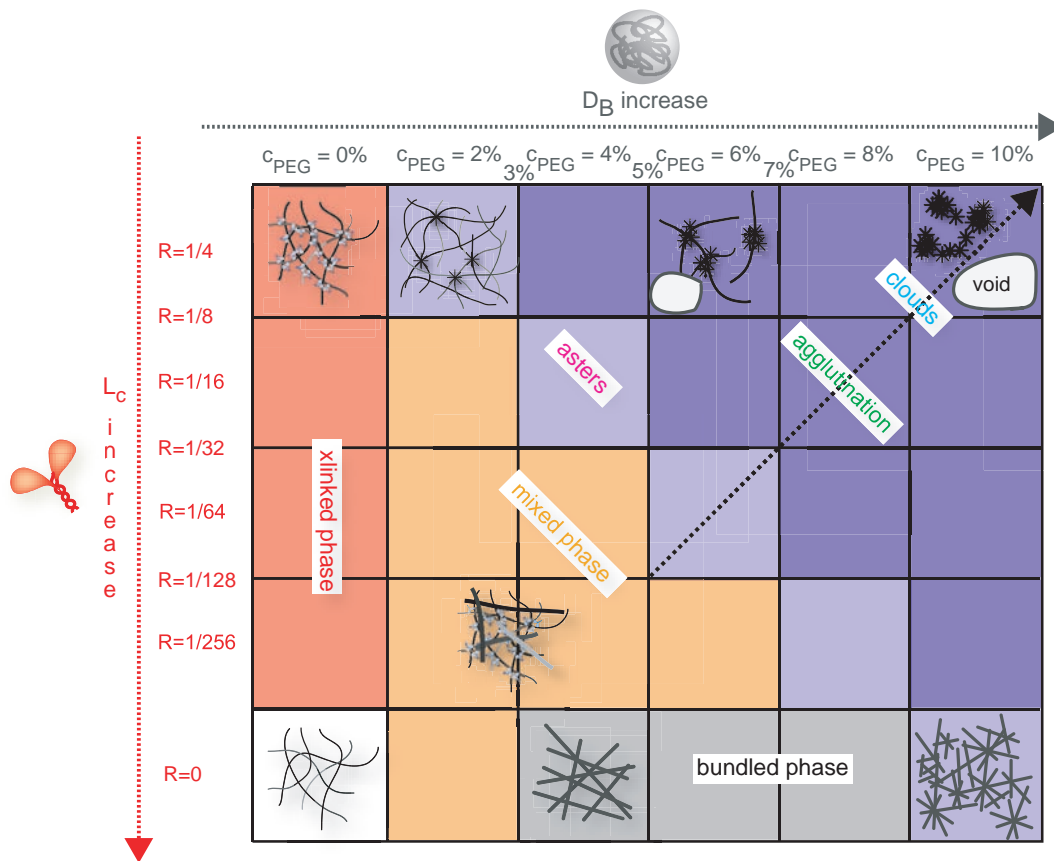 D_B increase
c_PEG = 0%
c_PEG = 2%
3%
c_PEG = 4%
5%
c_PEG = 6%
7%
c_PEG = 8%
c_PEG = 10%
R=1/4
R=1/8
R=1/16
R=1/32
R=1/64
R=1/128
R=1/256
R=0
L_c
increase
clouds
void
asters
agglutination
xlinked phase
mixed phase
bundled phase